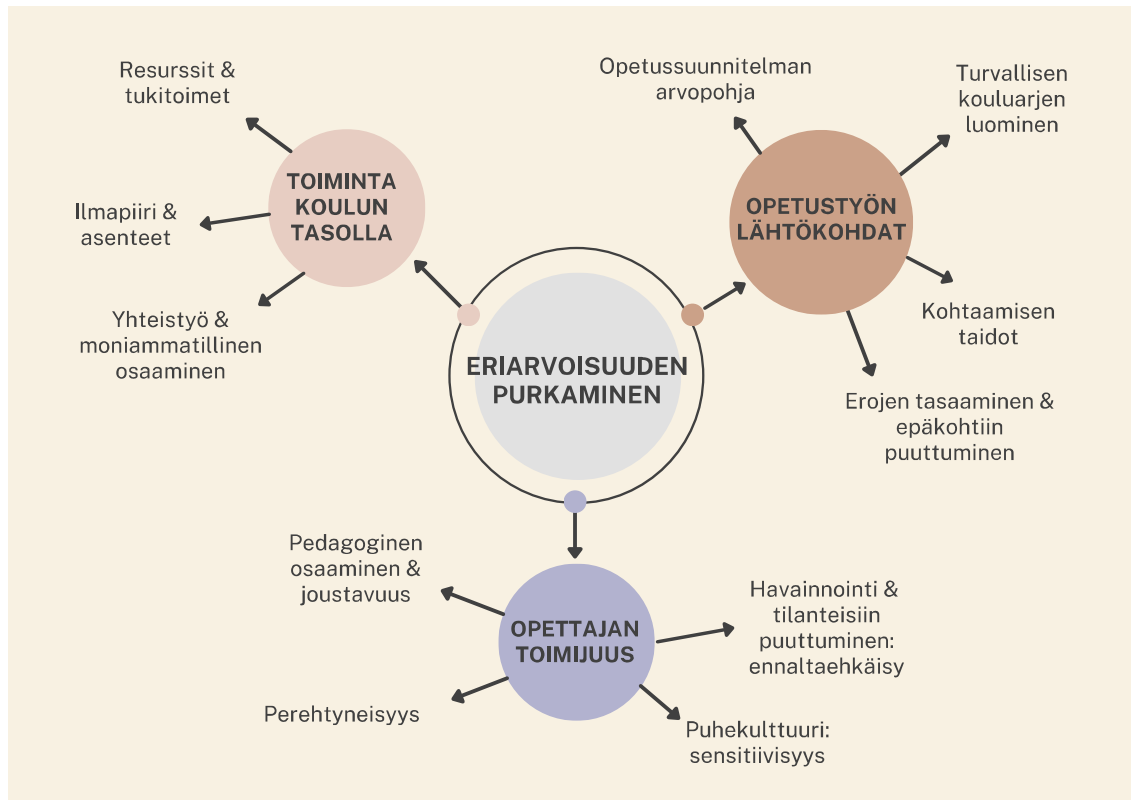 ERIARVOISUUDEN
PURKAMINEN
TOIMINTA
KOULUN
TASOLLA
Resurssit &
tukitoimet
Ilmapiiri &
asenteet
Yhteistyö &
moniammatillinen
osaaminen
OPETUSTYÖN
LÄHTÖKOHDAT
Opetussuunnitelman
arvopohja
Turvallisen
kouluarjen
luominen
Kohtaamisen
taidot
Erojen tasaaminen &
epäkohtiin
puuttuminen
OPETTAJAN
TOIMIJUUS
Pedagoginen
osaaminen &
joustavuus
Perehtyneisyys
Havainnointi &
tilanteisiin
puuttuminen:
ennaltaehkäisy
Puhekulttuuri:
sensitiivisyys